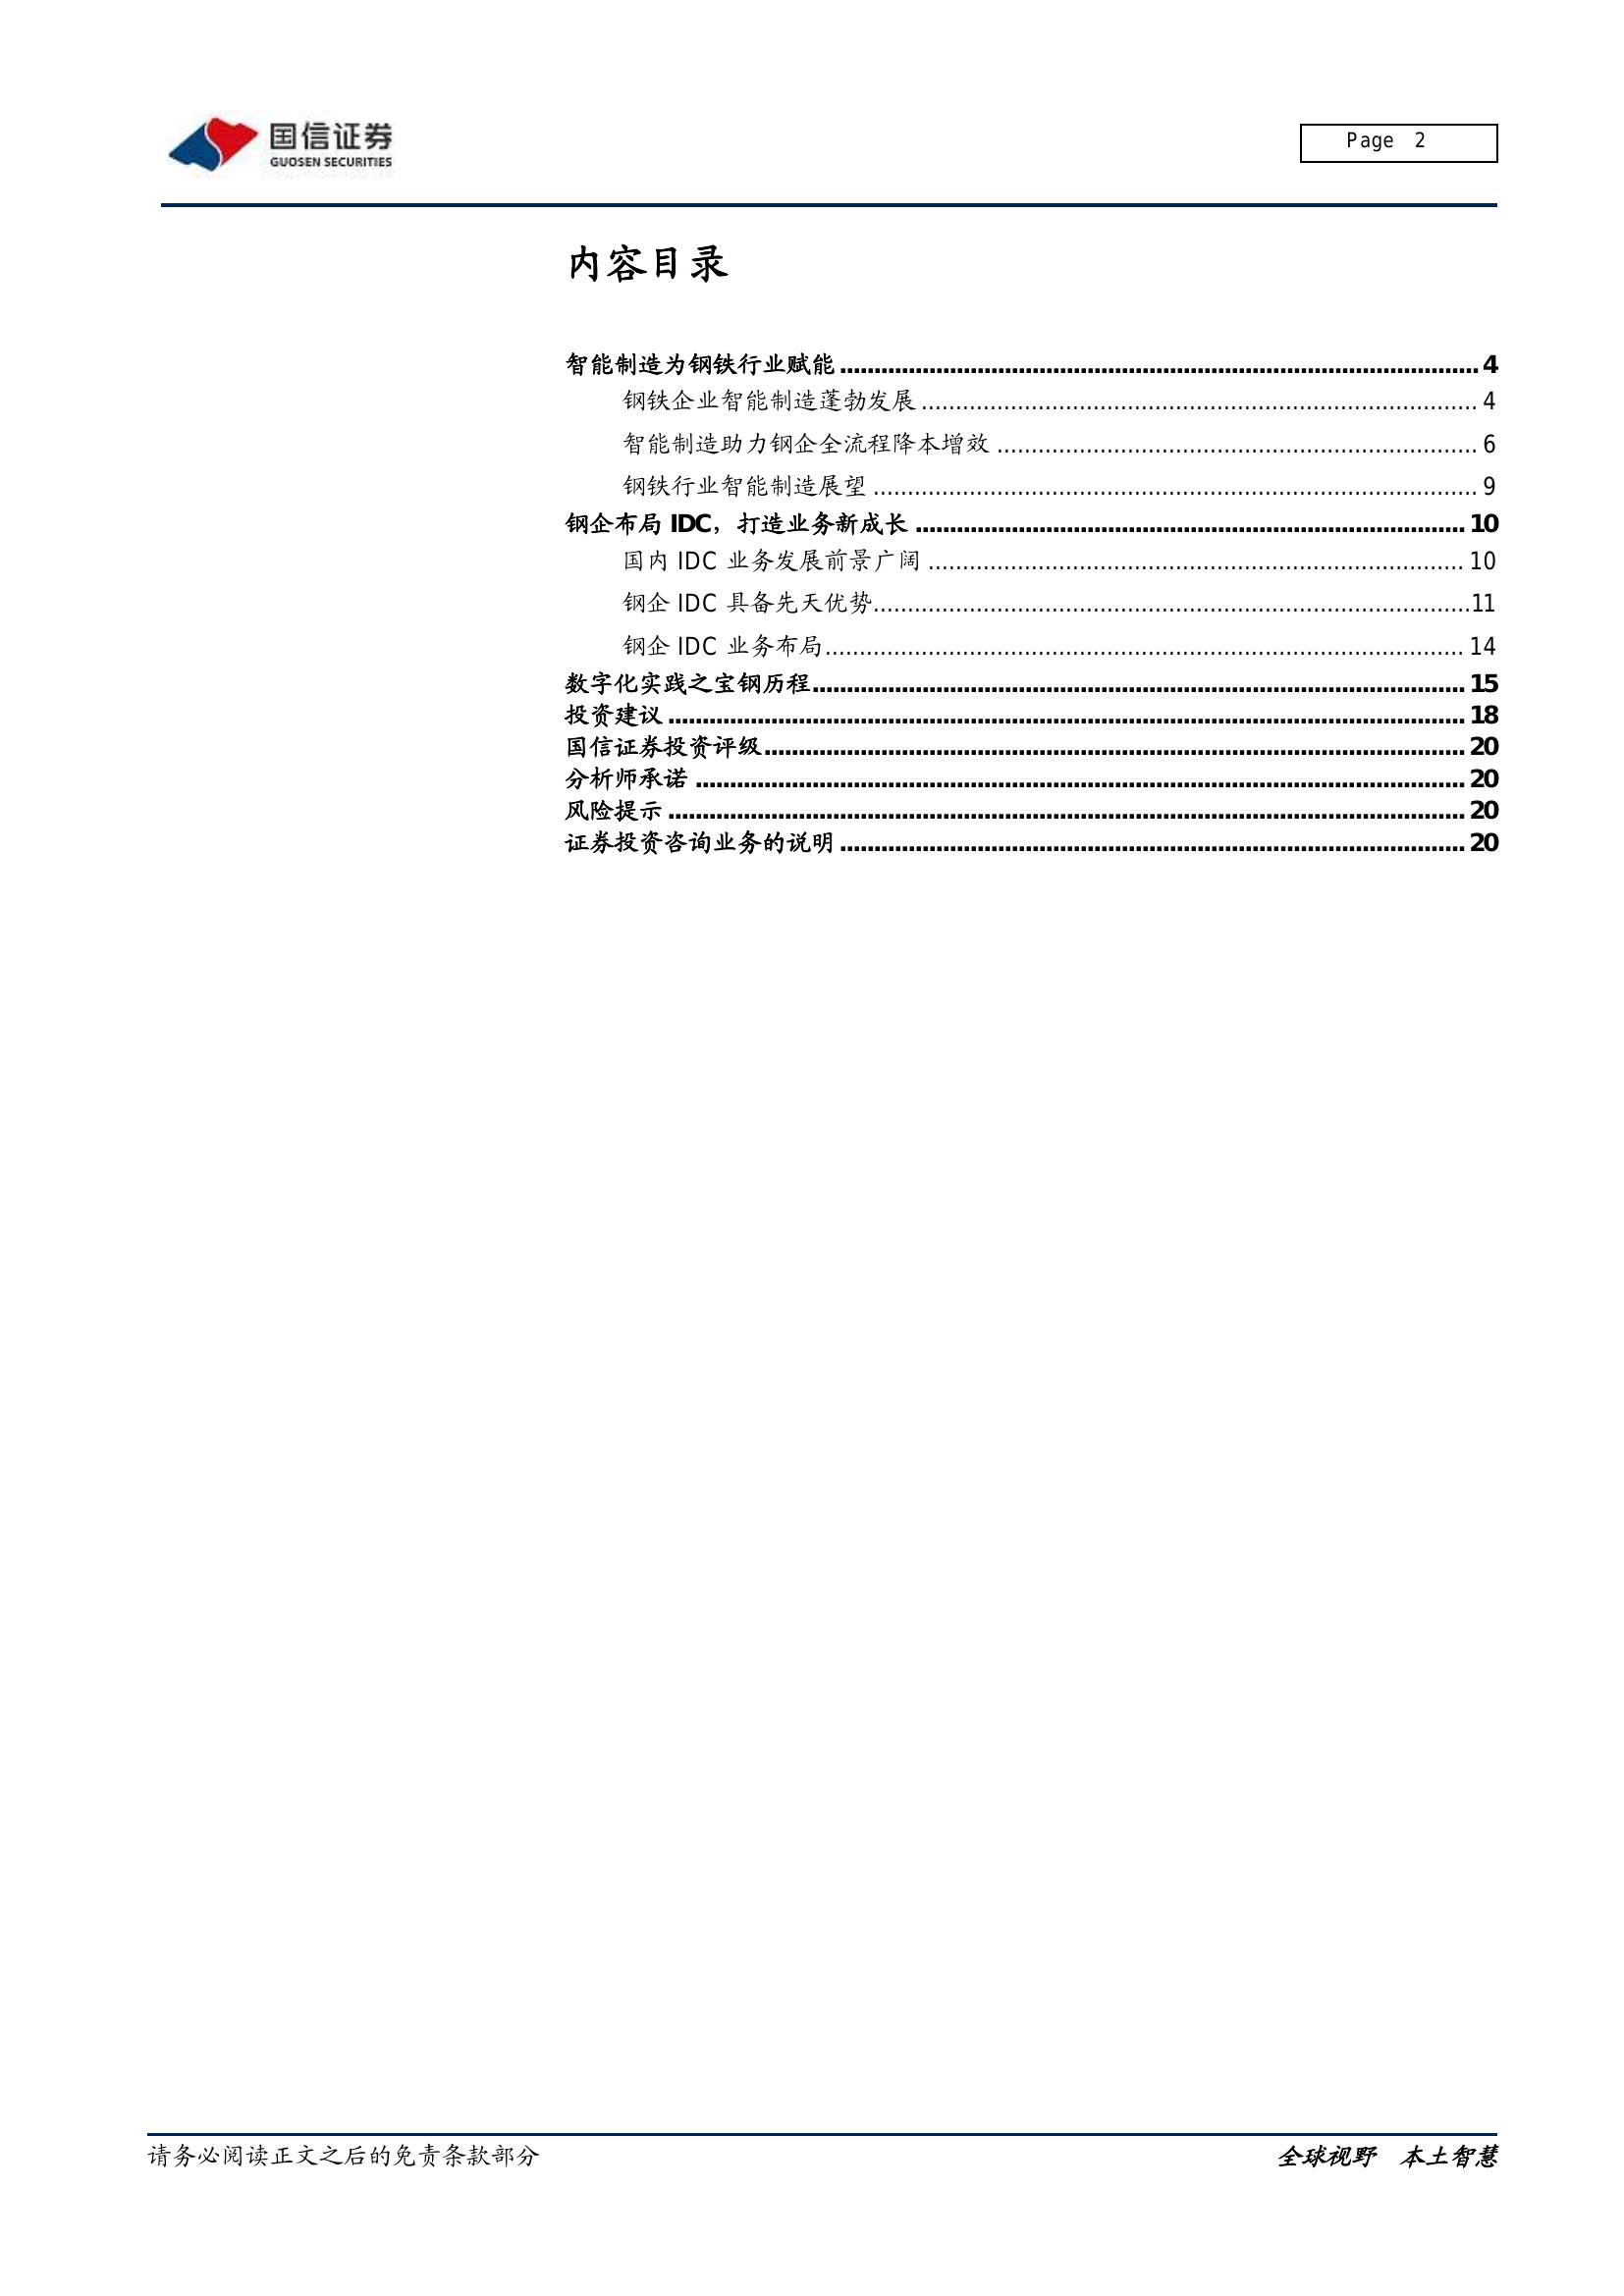 国信证券
GUOSEN SECURITIES
Page 2
内容目录
智能制造为钢铁行业赋能 ........................................................................................... 4
钢铁企业智能制造蓬勃发展 ................................................................................. 4
智能制造助力钢企全流程降本增效 ...................................................................... 6
钢铁行业智能制造展望 ........................................................................................ 9
钢企布局 IDC，打造业务新成长 ............................................................................... 10
国内 IDC 业务发展前景广阔 .............................................................................. 10
钢企 IDC 具备先天优势....................................................................................... 11
钢企 IDC 业务布局............................................................................................. 14
数字化实践之宝钢历程.............................................................................................. 15
投资建议 ................................................................................................................... 18
国信证券投资评级..................................................................................................... 20
分析师承诺 ............................................................................................................... 20
风险提示 ................................................................................................................... 20
证券投资咨询业务的说明 .......................................................................................... 20
请务必阅读正文之后的免责条款部分
全球视野 本土智慧